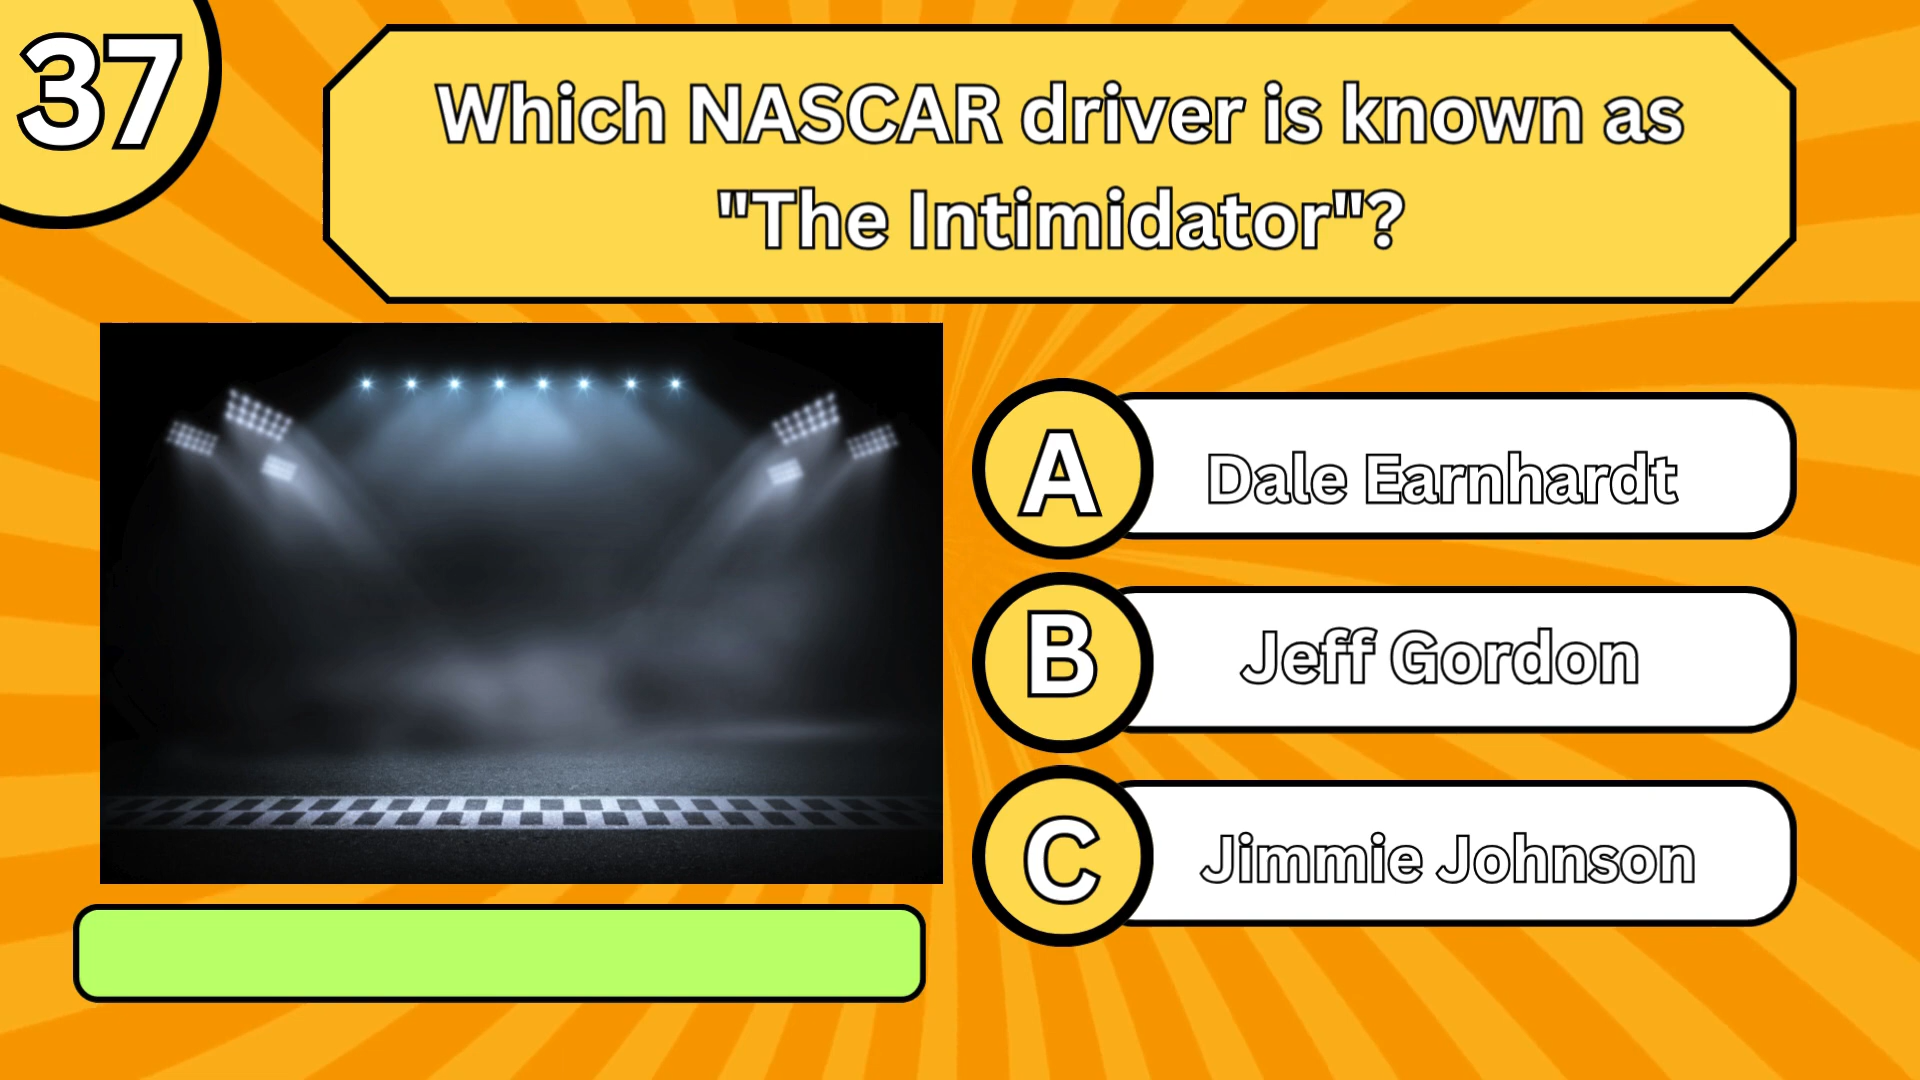 37
Which NASCAR driver is known as
"The Intimidator"?
A Dale Earnhardt
B Jeff Gordon
C Jimmie Johnson